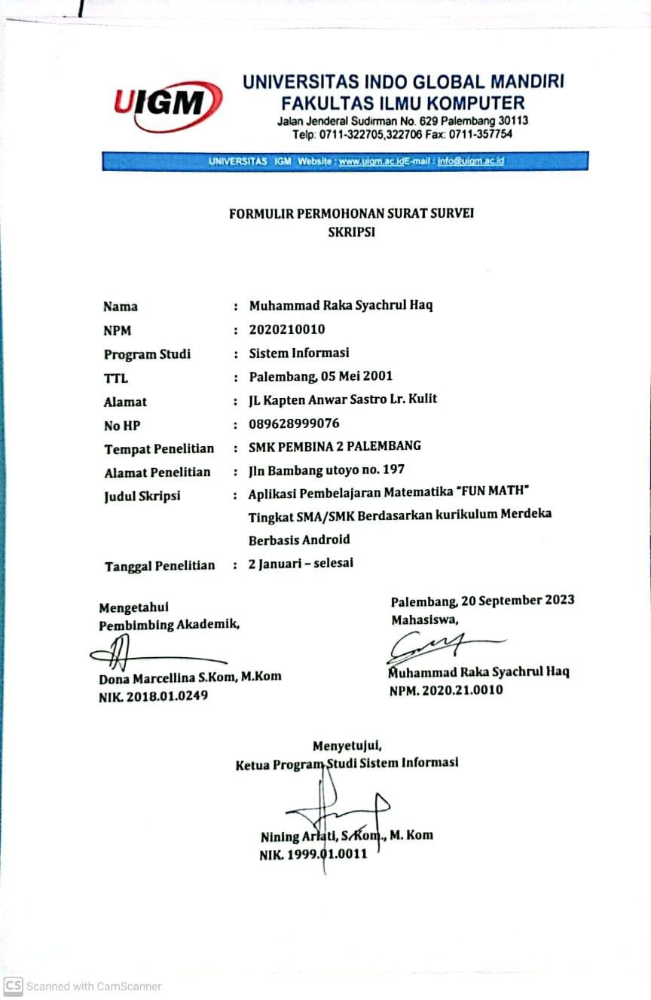 UIGM
UNIVERSITAS INDO GLOBAL MANDIRI
FAKULTAS ILMU KOMPUTER
Jalan Jenderal Sudirman No. 629 Palembang 30113
Telp: 0711-322705,322706 Fax: 0711-357754
UNIVERSITAS IGM Website : www.uigm.ac.idE-mail : info@uigm.ac.id
FORMULIR PERMOHONAN SURAT SURVEI
SKRIPSI
Nama : Muhammad Raka Syachrul Haq
NPM : 2020210010
Program Studi : Sistem Informasi
TTL : Palembang, 05 Mei 2001
Alamat : JL Kapten Anwar Sastro Lr. Kulit
No HP : 089628999076
Tempat Penelitian : SMK PEMBINA 2 PALEMBANG
Alamat Penelitian : Jln Bambang utoyo no. 197
Judul Skripsi : Aplikasi Pembelajaran Matematika "FUN MATH"
Tingkat SMA/SMK Berdasarkan kurikulum Merdeka
Berbasis Android
Tanggal Penelitian : 2 Januari – selesai
Mengetahui
Pembimbing Akademik,
Dona Marcellina S.Kom, M.Kom
NIK. 2018.01.0249
Palembang, 20 September 2023
Mahasiswa,
Muhammad Raka Syachrul Haq
NPM. 2020.21.0010
Menyetujui,
Ketua Program Studi Sistem Informasi
Nining Ariati, S.Kom., M. Kom
NIK. 1999.01.0011
CS Scanned with CamScanner